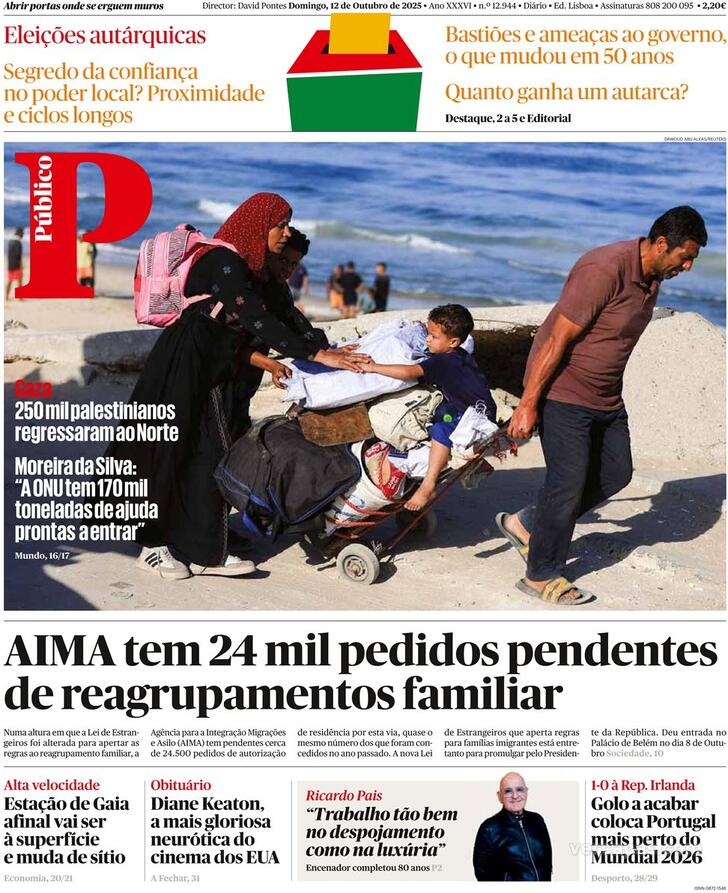 Abrir portas onde se erguem muros
Director: David Pontes Domingo, 12 de Outubro de 2025 • Ano XXXVI • n.º 12.944 • Diário • Ed. Lisboa • Assinaturas 808 200 095 • 2,20€
Eleições autárquicas
Segredo da confiança
no poder local? Proximidade
e ciclos longos
Bastiões e ameaças ao governo,
o que mudou em 50 anos
Quanto ganha um autarca?
Destaque, 2 a 5 e Editorial
DAWOUD ABU ALKAS/REUTERS
P
Público
Gaza
250 mil palestinianos
regressaram ao Norte
Moreira da Silva:
“A ONU tem 170 mil
toneladas de ajuda
prontas a entrar”
Mundo, 16/17
AIMA tem 24 mil pedidos pendentes
de reagrupamentos familiar
Numa altura em que a Lei de Estran-
geiros foi alterada para apertar as
regras ao reagrupamento familiar, a
Agência para a Integração Migrações
e Asilo (AIMA) tem pendentes cerca
de 24.500 pedidos de autorização
de residência por esta via, quase o
mesmo número dos que foram con-
cedidos no ano passado. A nova Lei
de Estrangeiros que aperta regras
para famílias imigrantes está entre-
tanto para promulgar pelo Presiden-
te da República. Deu entrada no
Palácio de Belém no dia 8 de Outu-
bro Sociedade, 10
Alta velocidade
Estação de Gaia
afinal vai ser
à superfície
e muda de sítio
Economia, 20/21
Obituário
Diane Keaton,
a mais gloriosa
neurótica do
cinema dos EUA
A Fechar, 31
Ricardo Pais
“Trabalho tão bem
no despojamento
como na luxúria”
Encenador completou 80 anos P2
1-0 à Rep. Irlanda
Golo a acabar
coloca Portugal
mais perto do
Mundial 2026
Desporto, 28/29
ISNN-0872-1548